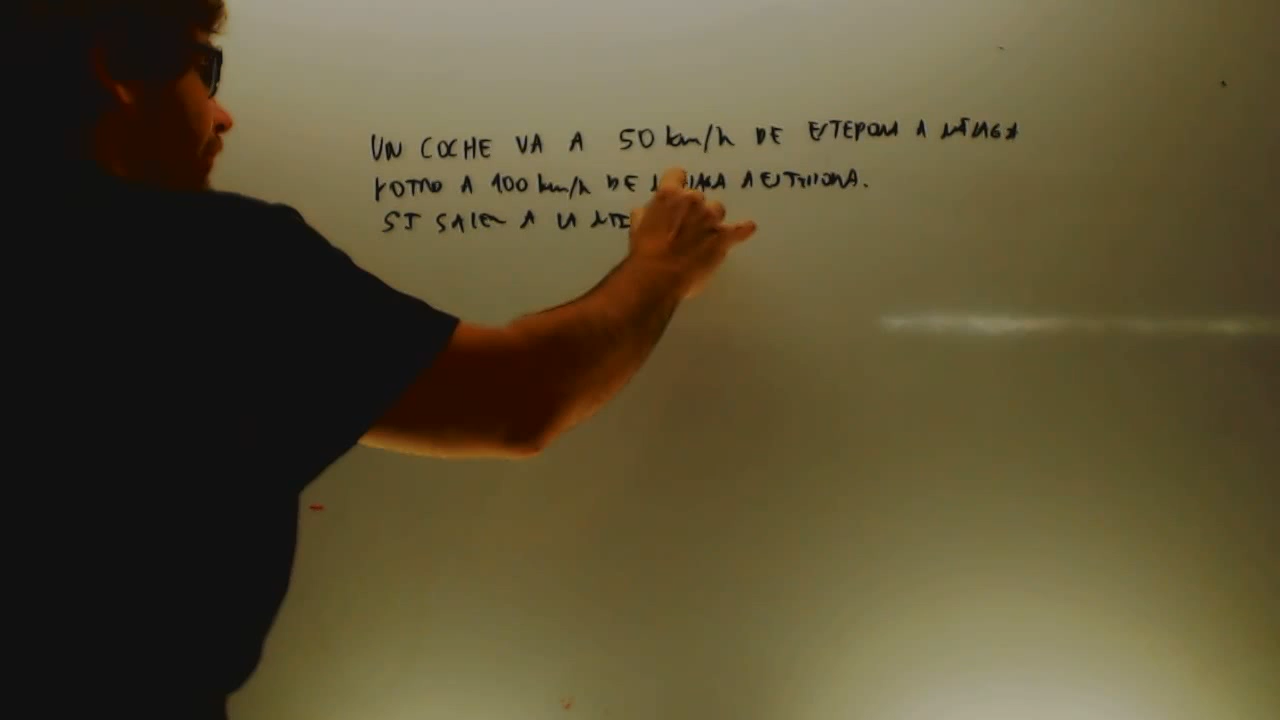 UN COCHE VA A 50 km/h DE ESTEPONA A MÁLAGA
Y OTRO A 100 km/h DE MÁLAGA A ESTEPONA.
SI SALEN A LA